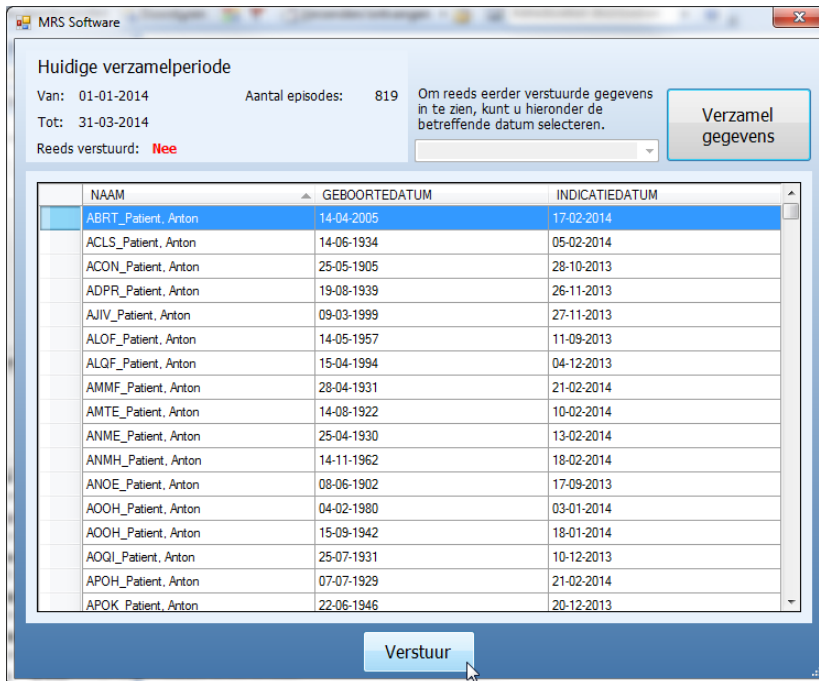 MRS Software
Huidige verzamelperiode
Van: 01-01-2014 Aantal episodes: 819
Tot: 31-03-2014
Reeds verstuurd: Nee
Om reeds eerder verstuurde gegevens
in te zien, kunt u hieronder de
betreffende datum selecteren.
Verzamel
gegevens
NAAM GEBOORTEDATUM INDICATIEDATUM
ABRT_Patient, Anton 14-04-2005 17-02-2014
ACLS_Patient, Anton 14-06-1934 05-02-2014
ACON_Patient, Anton 25-05-1905 28-10-2013
ADPR_Patient, Anton 19-08-1939 26-11-2013
AJIV_Patient, Anton 09-03-1999 27-11-2013
ALOF_Patient, Anton 14-05-1957 11-09-2013
ALQF_Patient, Anton 15-04-1994 04-12-2013
AMMF_Patient, Anton 28-04-1931 21-02-2014
AMTE_Patient, Anton 14-08-1922 10-02-2014
ANME_Patient, Anton 25-04-1930 13-02-2014
ANMH_Patient, Anton 14-11-1962 18-02-2014
ANOE_Patient, Anton 08-06-1902 17-09-2013
AOOH_Patient, Anton 04-02-1980 03-01-2014
AOOH_Patient, Anton 15-09-1942 18-01-2014
AOQI_Patient, Anton 25-07-1931 10-12-2013
APOH_Patient, Anton 07-07-1929 21-02-2014
APOK_Patient, Anton 22-06-1946 20-12-2013
Verstuur